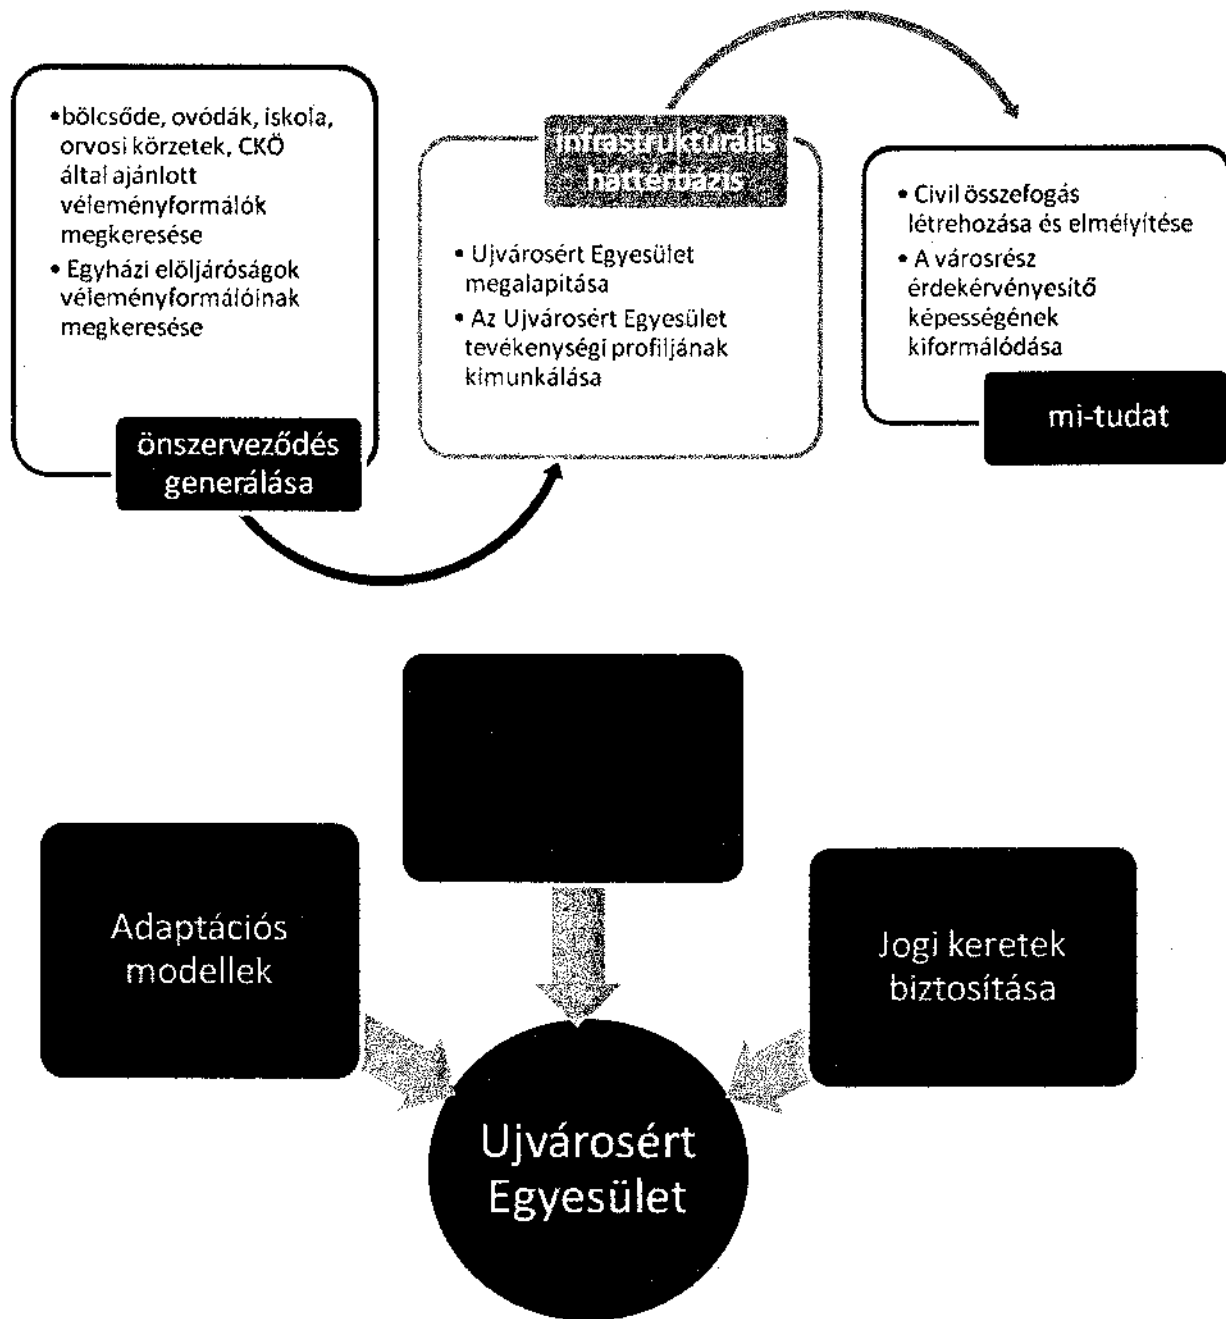 •bölcsőde, ovódák, iskola,
orvosi körzetek, CKÖ
által ajánlott
véleményformálók
megkeresése
• Egyházi elöljáróságok
véleményformálóinak
megkeresése
önszerveződés
generálása
infrastruktúrális
háttérbázis
• Ujvárosért Egyesület
megalapitása
• Az Ujvárosért Egyesület
tevékenységi profiljának
kimunkálása
• Civil összefogás
létrehozása és elmélyítése
• A városrész
érdekérvényesítő
képességének
kiformálódása
mi-tudat
Adaptációs
modellek
Jogi keretek
biztosítása
Ujvárosért
Egyesület